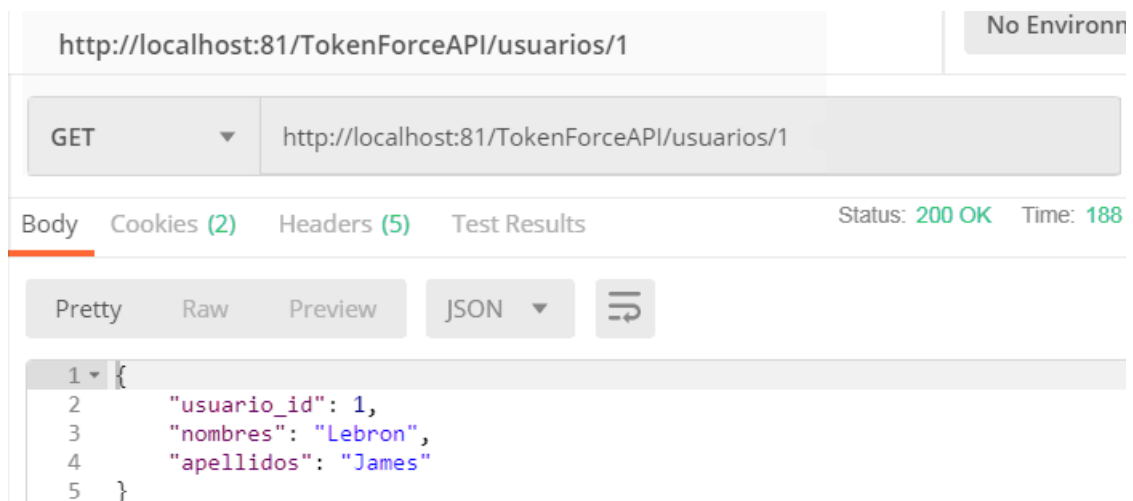 http://localhost:81/TokenForceAPI/usuarios/1
No Environ
GET
http://localhost:81/TokenForceAPI/usuarios/1
Body Cookies (2) Headers (5) Test Results Status: 200 OK Time: 188
Pretty Raw Preview JSON
1 {
2 "usuario_id": 1,
3 "nombres": "Lebron",
4 "apellidos": "James"
5 }